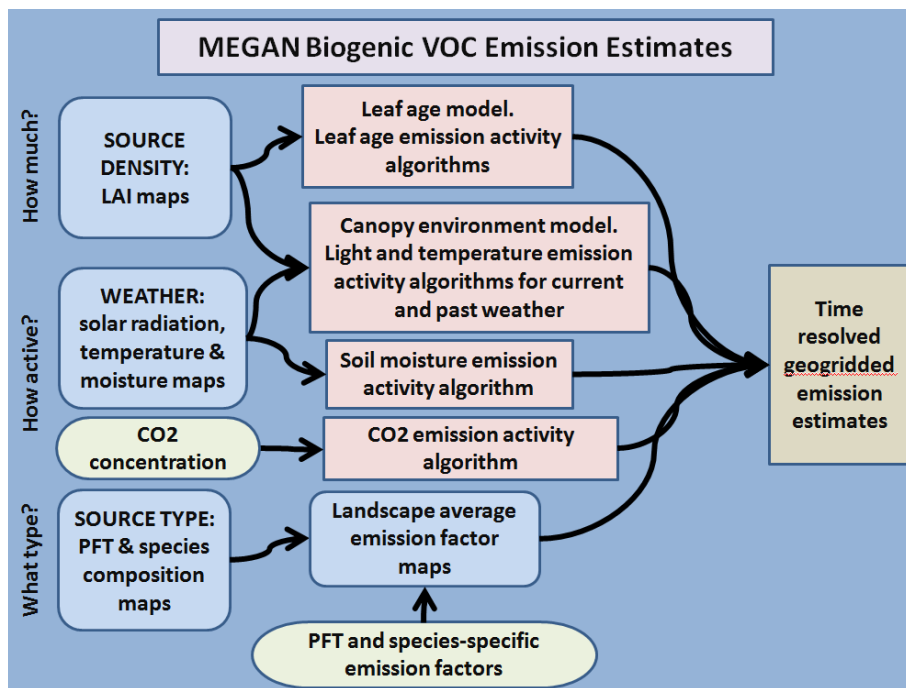 MEGAN Biogenic VOC Emission Estimates
How much?
SOURCE
DENSITY:
LAI maps
Leaf age model.
Leaf age emission activity
algorithms
Canopy environment model.
Light and temperature emission
activity algorithms for current
and past weather
How active?
WEATHER:
solar radiation,
temperature &
moisture maps
Soil moisture emission
activity algorithm
CO2
concentration
CO2 emission activity
algorithm
What type?
SOURCE TYPE:
PFT & species
composition
maps
Landscape average
emission factor
maps
PFT and species-specific
emission factors
Time
resolved
geogridded
emission
estimates